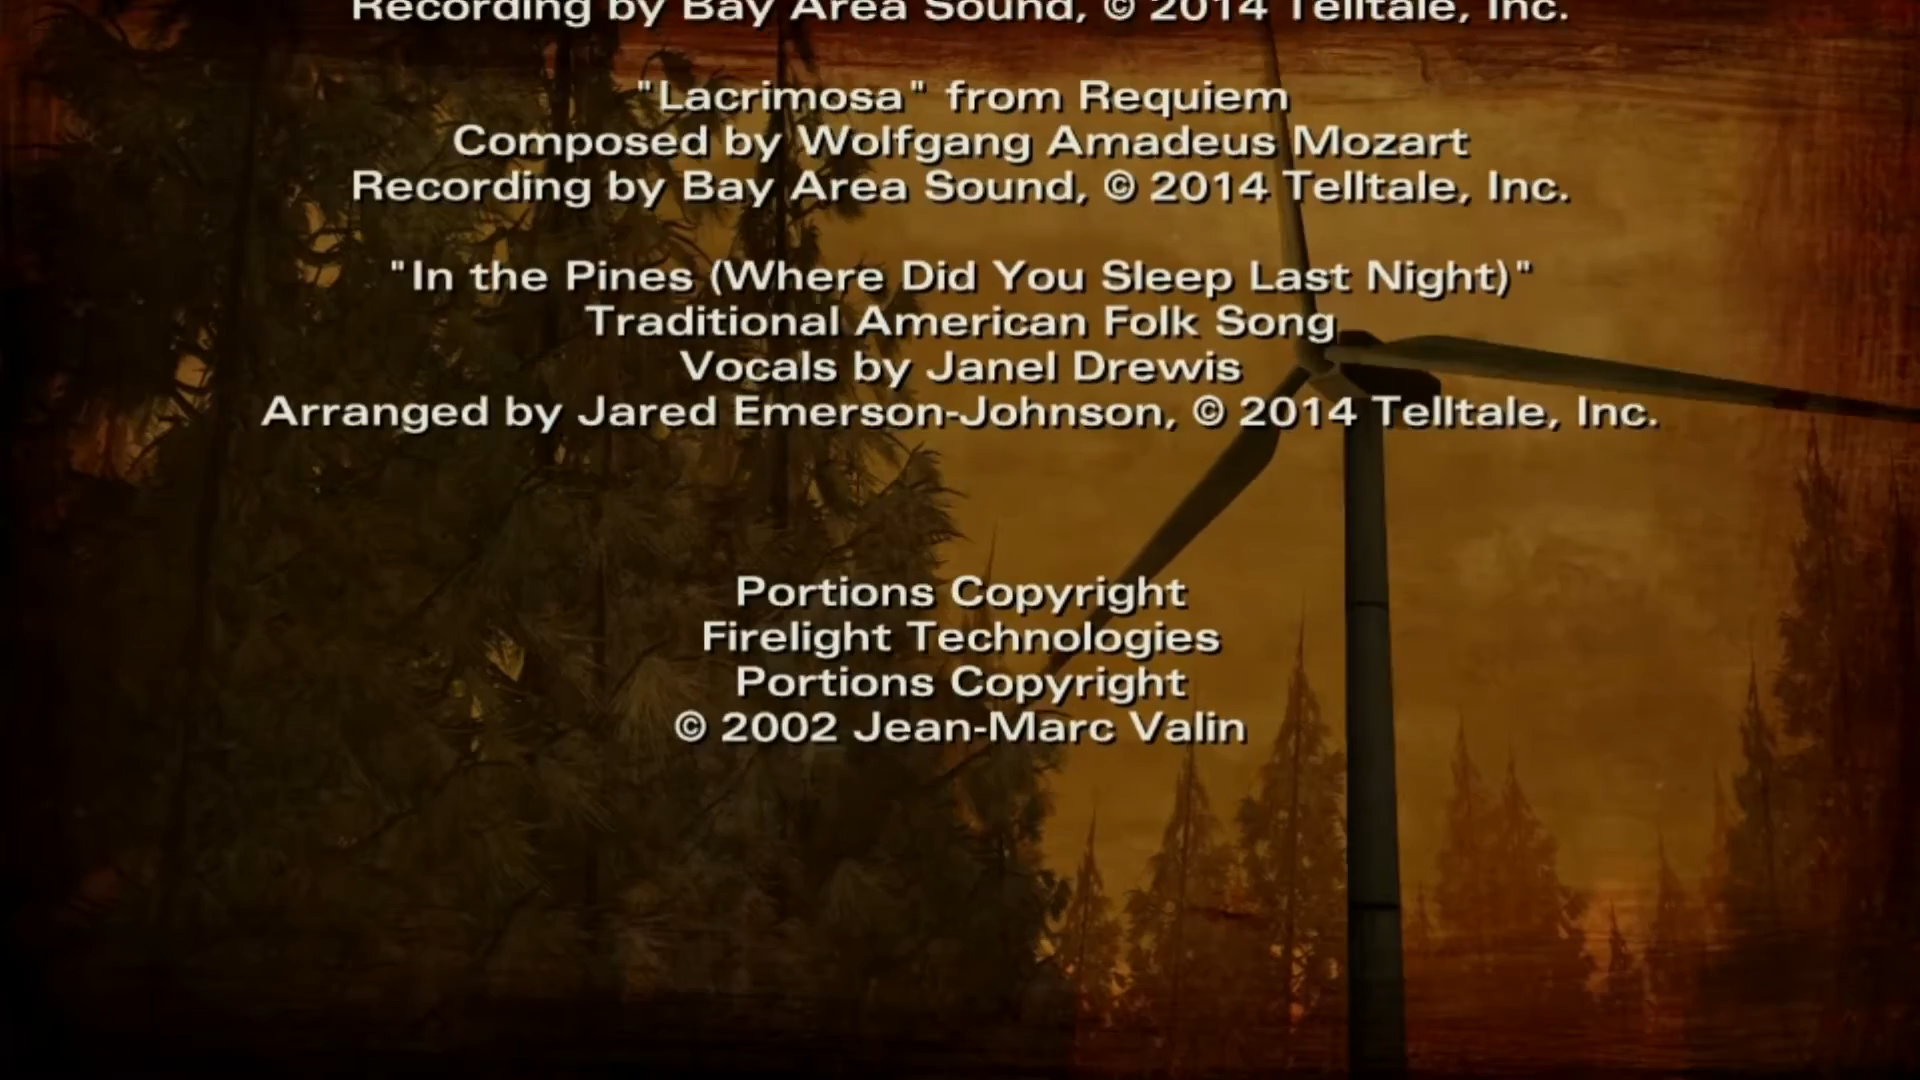 Recording by Bay Area Sound, © 2014 Telltale, Inc.
"Lacrimosa" from Requiem
Composed by Wolfgang Amadeus Mozart
Recording by Bay Area Sound, © 2014 Telltale, Inc.
"In the Pines (Where Did You Sleep Last Night)"
Traditional American Folk Song
Vocals by Janel Drewis
Arranged by Jared Emerson-Johnson, © 2014 Telltale, Inc.
Portions Copyright
Firelight Technologies
Portions Copyright
© 2002 Jean-Marc Valin